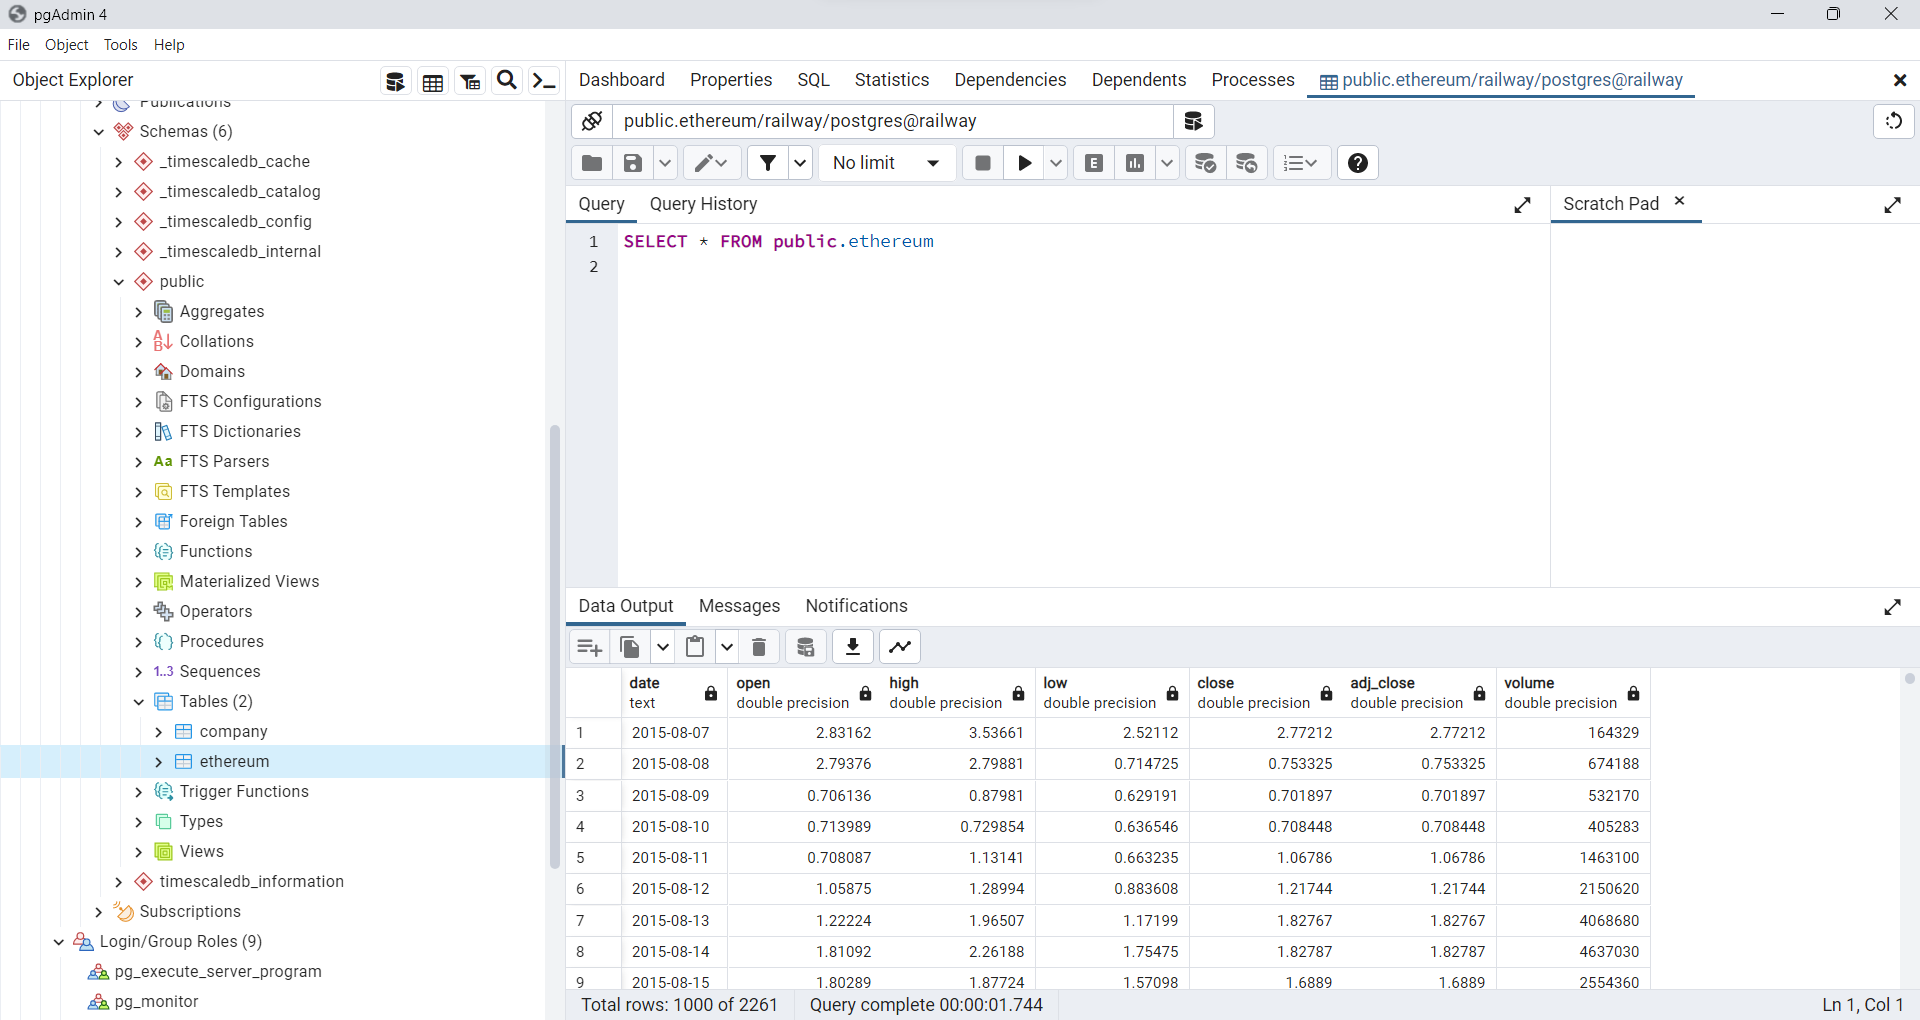 pgAdmin 4
File Object Tools Help
Object Explorer
Dashboard Properties SQL Statistics Dependencies Dependents Processes public.ethereum/railway/postgres@railway
Publications
Schemas (6)
_timescaledb_cache
_timescaledb_catalog
_timescaledb_config
_timescaledb_internal
public
Aggregates
Collations
Domains
FTS Configurations
FTS Dictionaries
Aa FTS Parsers
FTS Templates
Foreign Tables
Functions
Materialized Views
Operators
Procedures
1..3 Sequences
Tables (2)
company
ethereum
Trigger Functions
Types
Views
timescaledb_information
Subscriptions
Login/Group Roles (9)
pg_execute_server_program
pg_monitor
public.ethereum/railway/postgres@railway
No limit E
Query Query History
Scratch Pad
1 SELECT * FROM public.ethereum
2
Data Output Messages Notifications
date open high low close adj_close volume
text double precision double precision double precision double precision double precision double precision
1 2015-08-07 2.83162 3.53661 2.52112 2.77212 2.77212 164329
2 2015-08-08 2.79376 2.79881 0.714725 0.753325 0.753325 674188
3 2015-08-09 0.706136 0.87981 0.629191 0.701897 0.701897 532170
4 2015-08-10 0.713989 0.729854 0.636546 0.708448 0.708448 405283
5 2015-08-11 0.708087 1.13141 0.663235 1.06786 1.06786 1463100
6 2015-08-12 1.05875 1.28994 0.883608 1.21744 1.21744 2150620
7 2015-08-13 1.22224 1.96507 1.17199 1.82767 1.82767 4068680
8 2015-08-14 1.81092 2.26188 1.75475 1.82787 1.82787 4637030
9 2015-08-15 1.80289 1.87724 1.57098 1.6889 1.6889 2554360
Total rows: 1000 of 2261 Query complete 00:00:01.744 Ln 1, Col 1